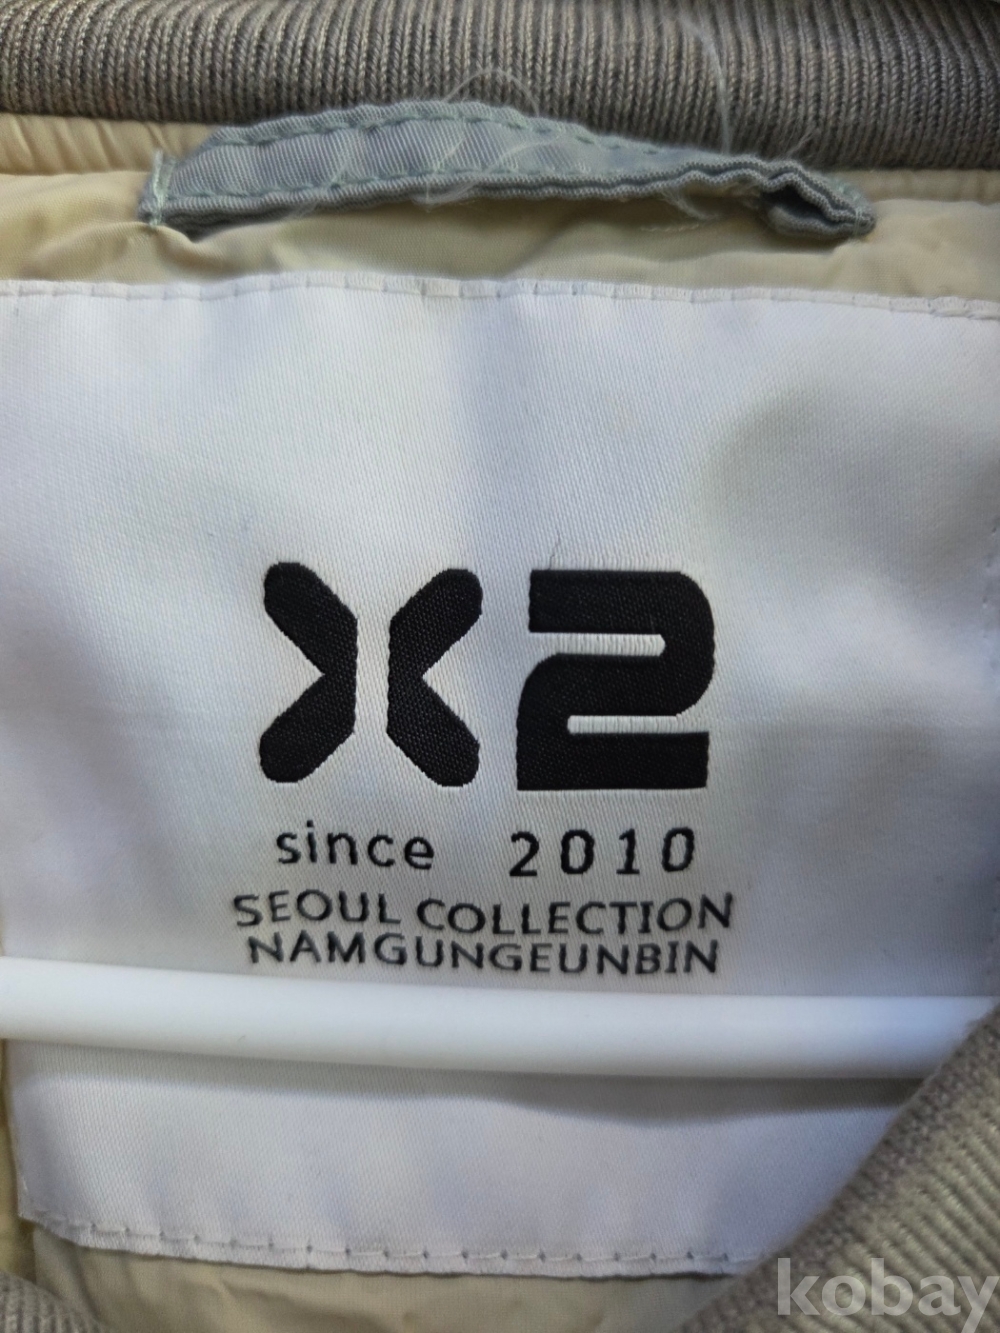 X2
since 2010
SEOUL COLLECTION
NAMGUNGEUNBIN
kobay